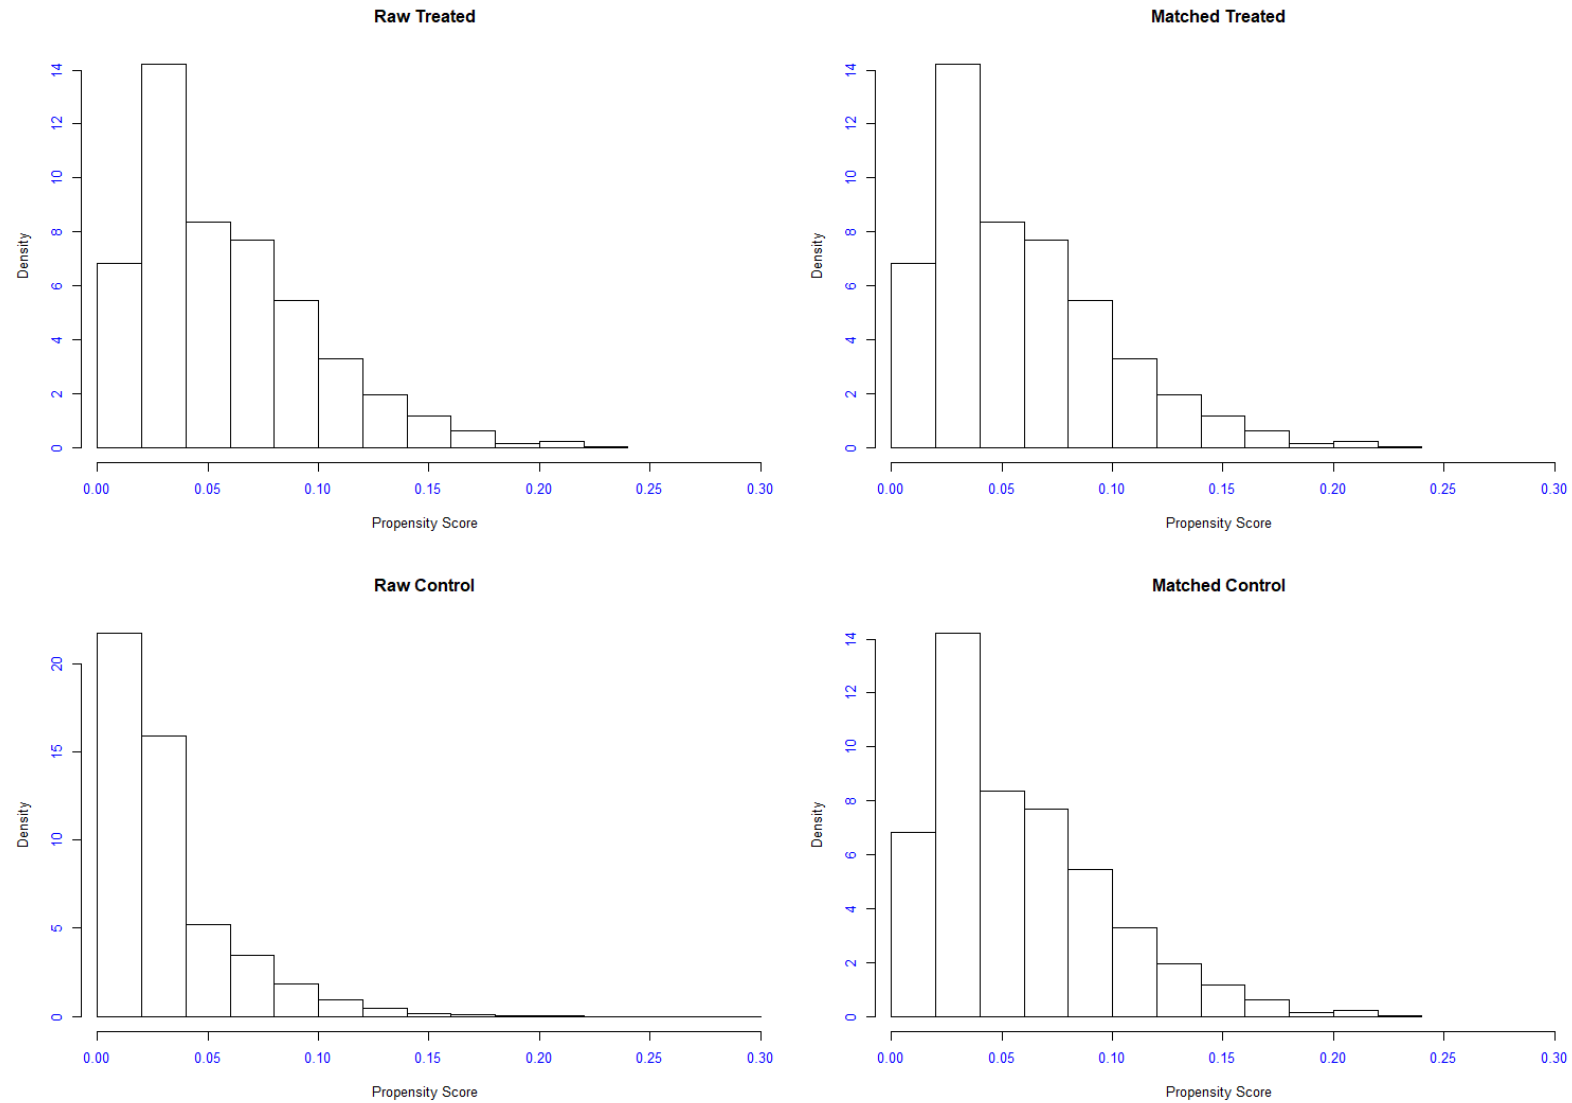 Raw Treated
Density
0 2 4 6 8 10 12 14
0.00 0.05 0.10 0.15 0.20 0.25 0.30
Propensity Score
Matched Treated
Density
0 2 4 6 8 10 12 14
0.00 0.05 0.10 0.15 0.20 0.25 0.30
Propensity Score
Raw Control
Density
0 5 10 15 20
0.00 0.05 0.10 0.15 0.20 0.25 0.30
Propensity Score
Matched Control
Density
0 2 4 6 8 10 12 14
0.00 0.05 0.10 0.15 0.20 0.25 0.30
Propensity Score